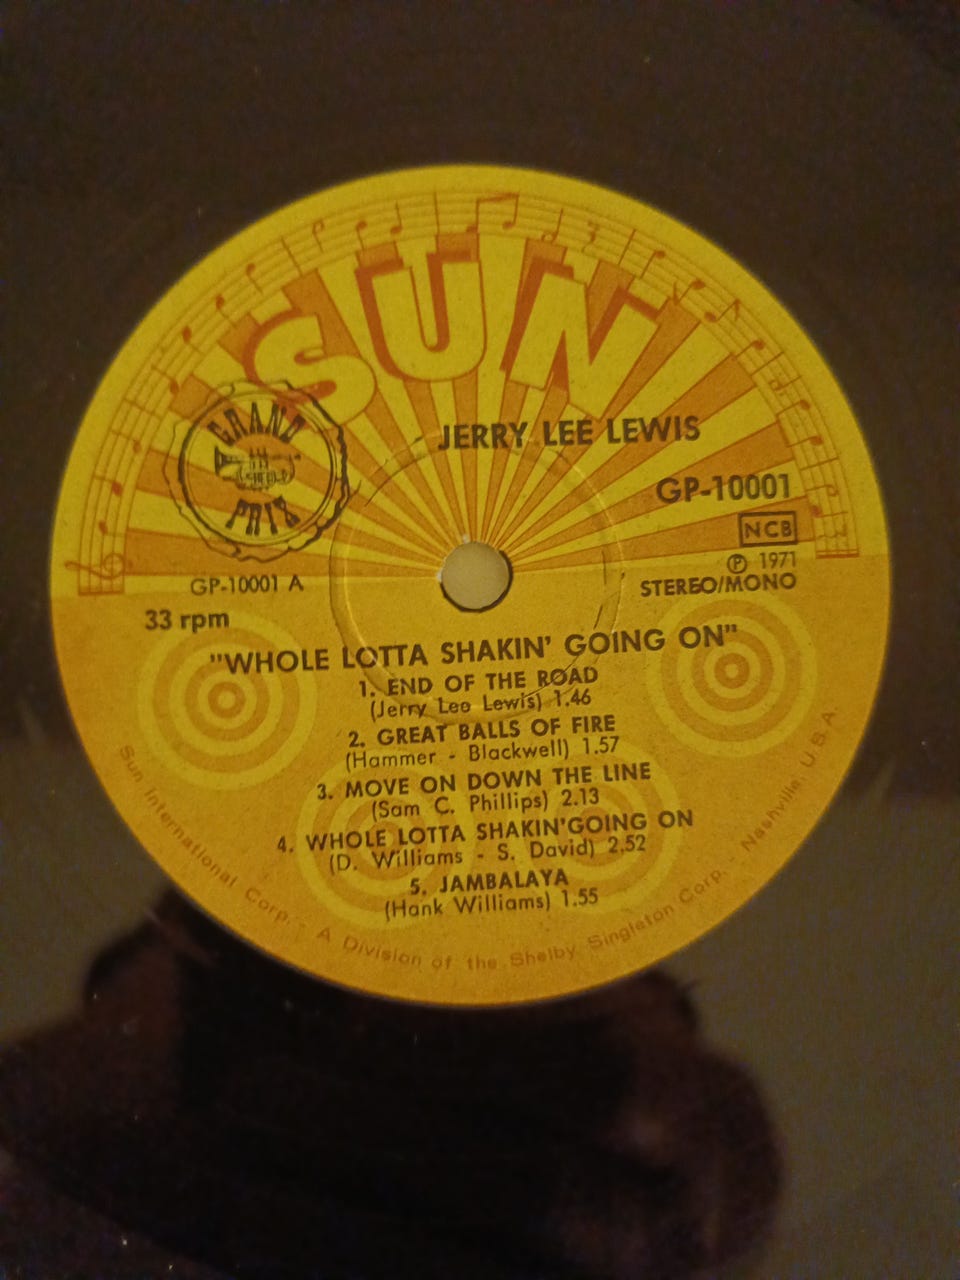 SUN
GRAND
PRIX
JERRY LEE LEWIS
GP-10001
NCB
℗ 1971
STEREO/MONO
GP-10001 A
33 rpm
"WHOLE LOTTA SHAKIN' GOING ON"
1. END OF THE ROAD
(Jerry Lee Lewis) 1.46
2. GREAT BALLS OF FIRE
(Hammer - Blackwell) 1.57
3. MOVE ON DOWN THE LINE
(Sam C. Phillips) 2.13
4. WHOLE LOTTA SHAKIN'GOING ON
(D. Williams - S. David) 2.52
5. JAMBALAYA
(Hank Williams) 1.55
Sun International Corp. - A Division of the Shelby Singleton Corp. - Nashville, U.S.A.